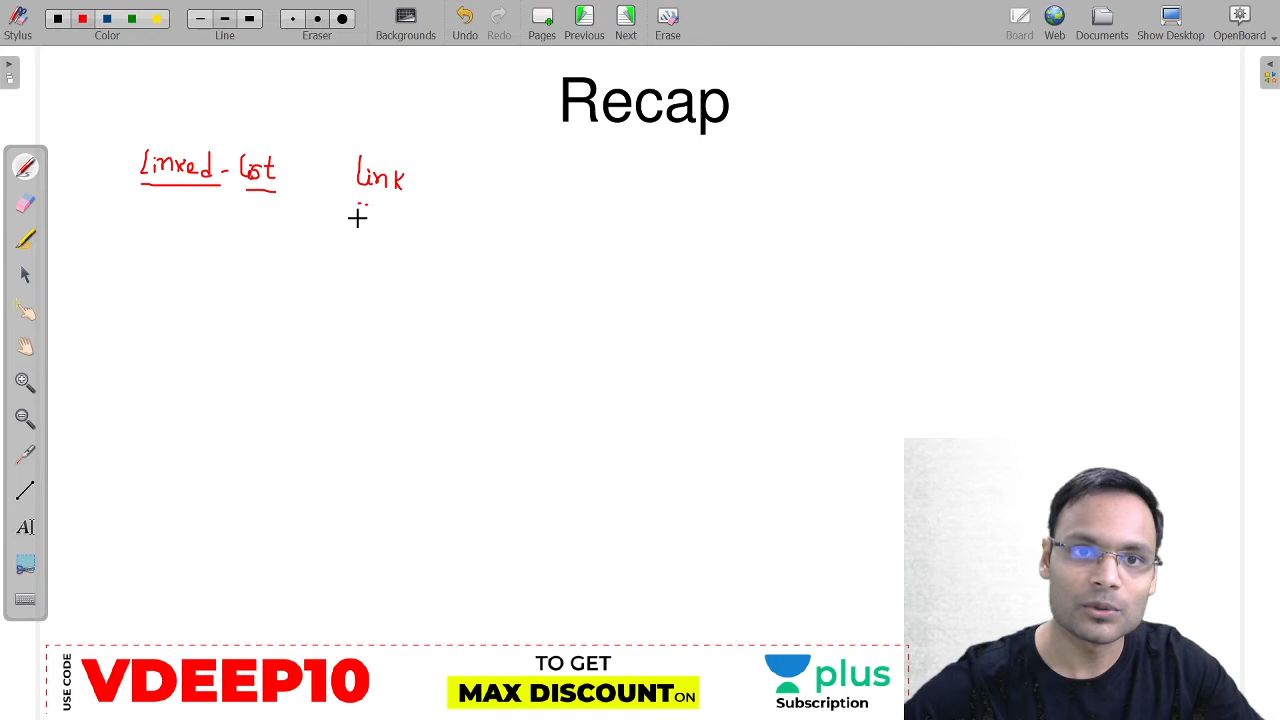 Stylus Color Line Eraser Backgrounds Undo Redo Pages Previous Next Erase Board Web Documents Show Desktop OpenBoard
Recap
Linked - List Link
AI
USE CODE
VDEEP10
TO GET
MAX DISCOUNT ON
plus
Subscription